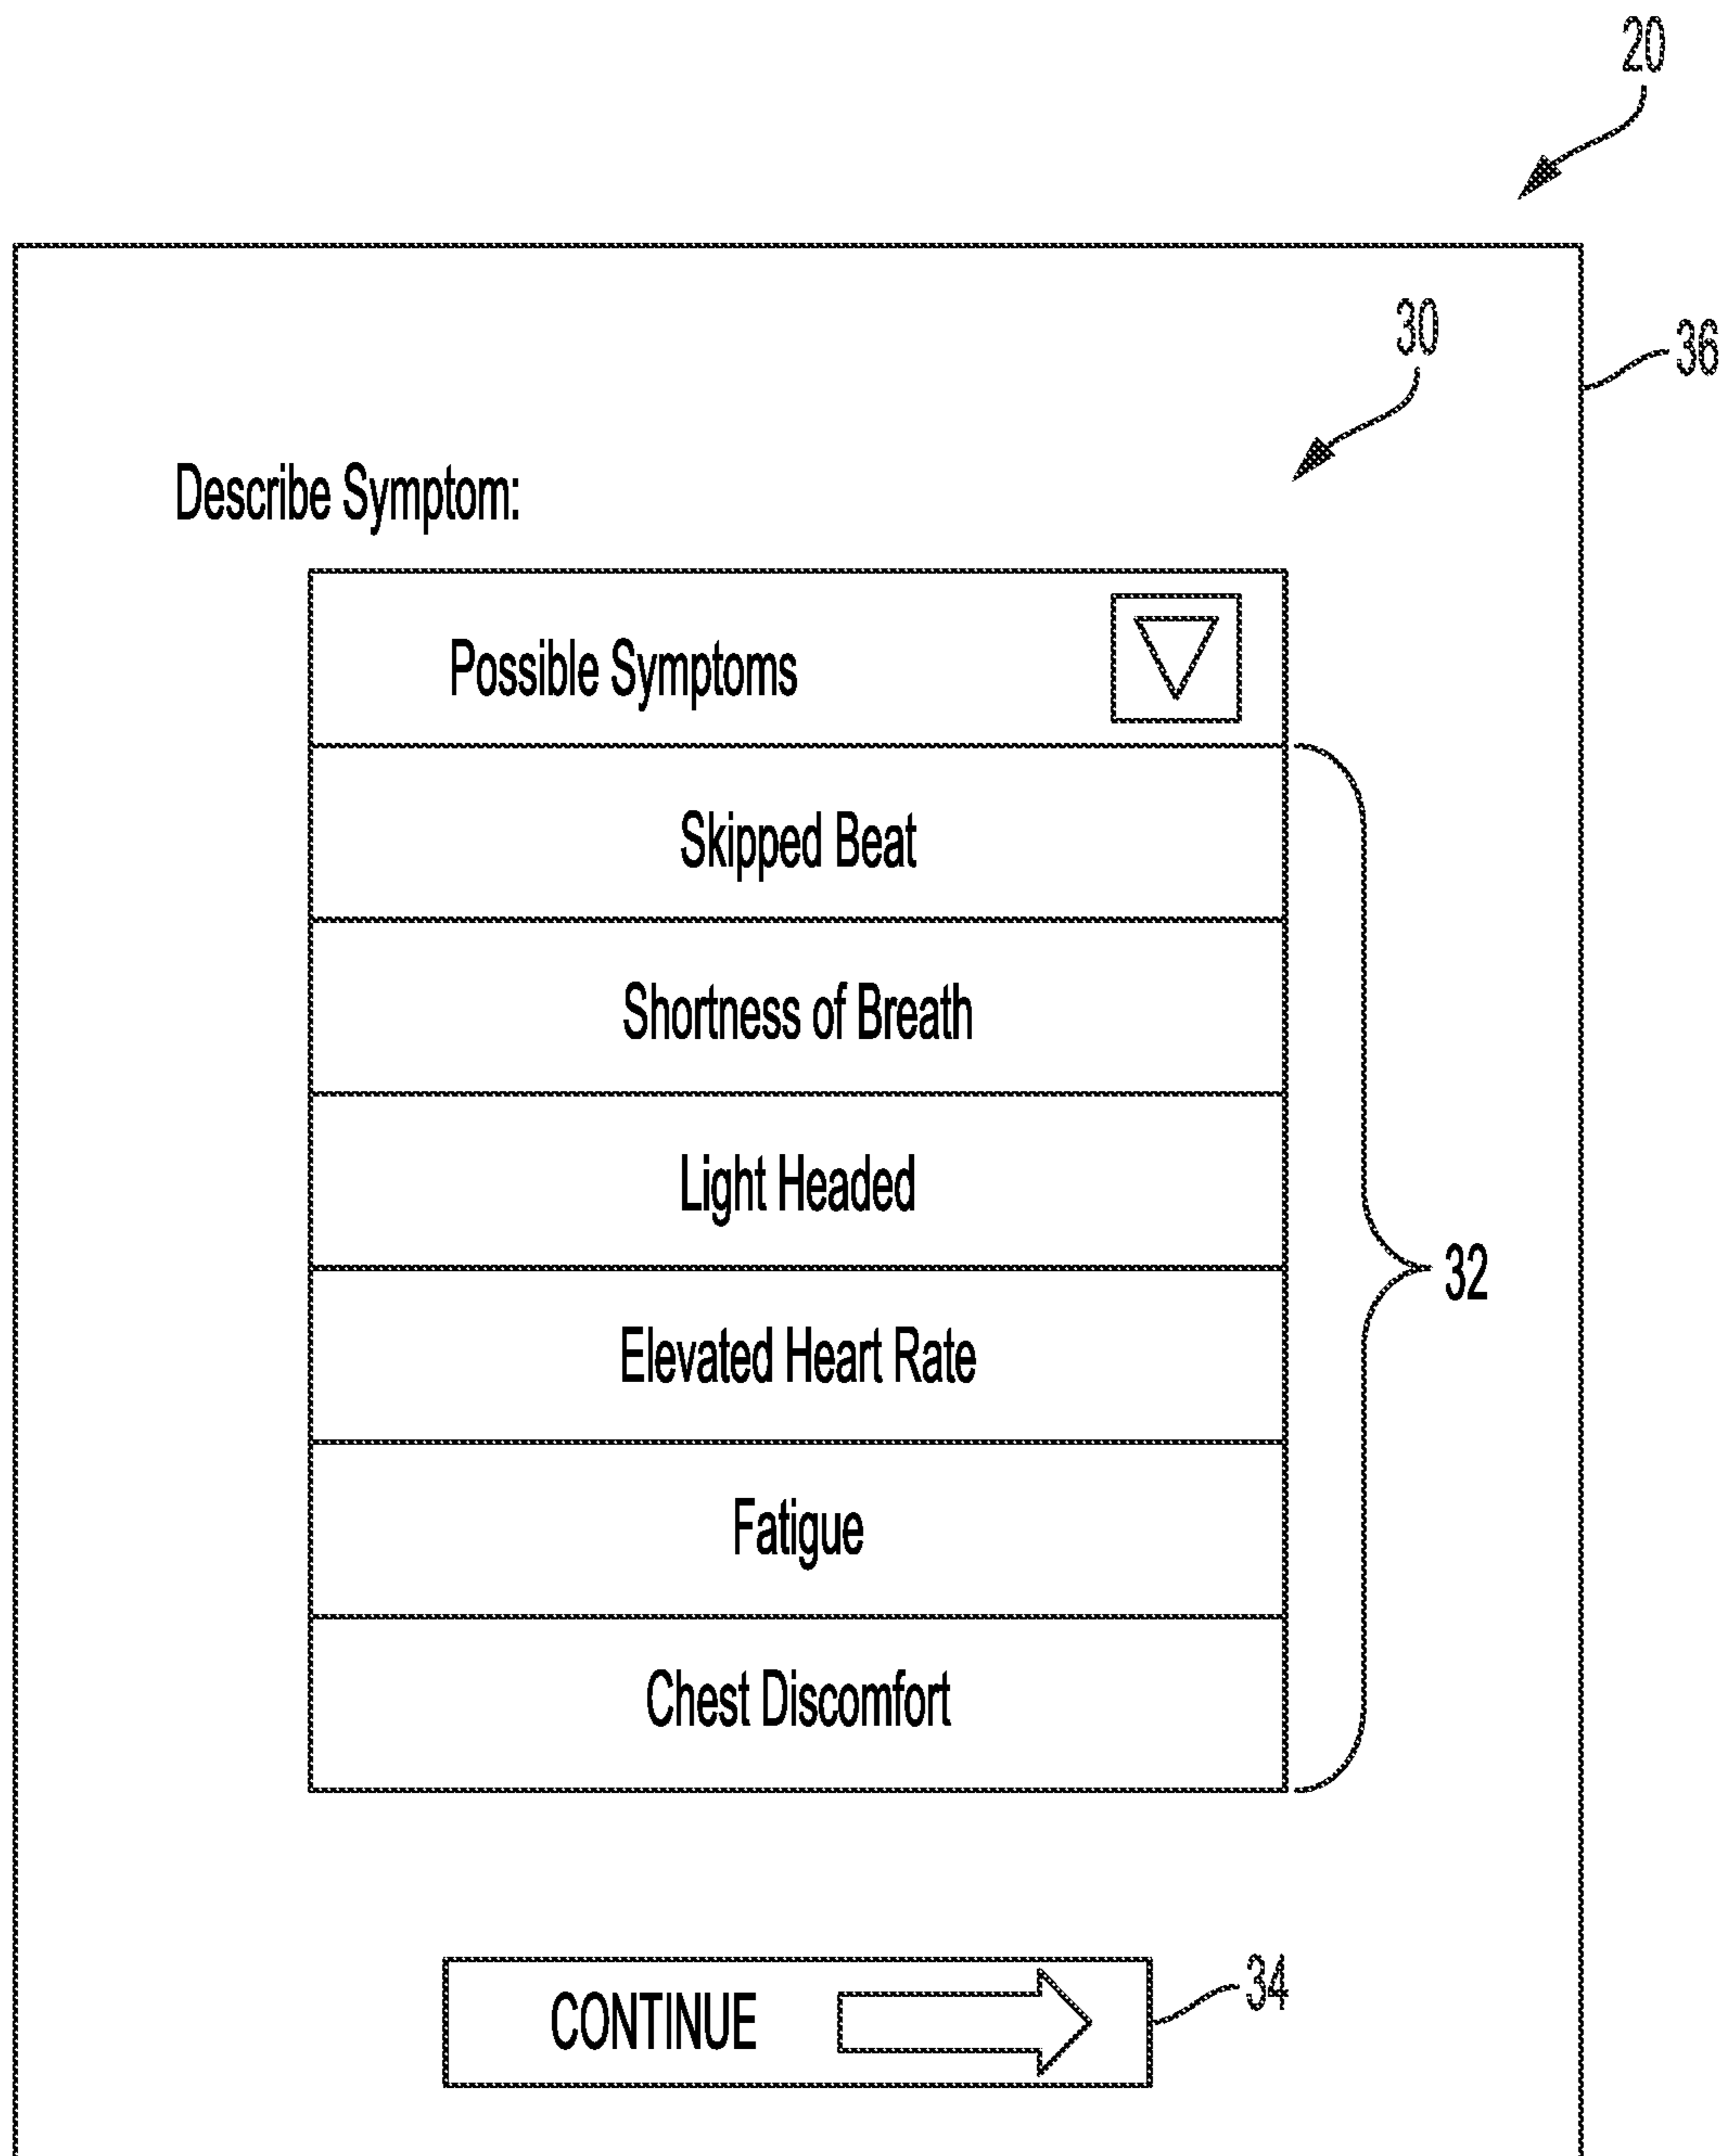 20
30
36
Describe Symptom:
Possible Symptoms
Skipped Beat
Shortness of Breath
Light Headed
32
Elevated Heart Rate
Fatigue
Chest Discomfort
CONTINUE
34